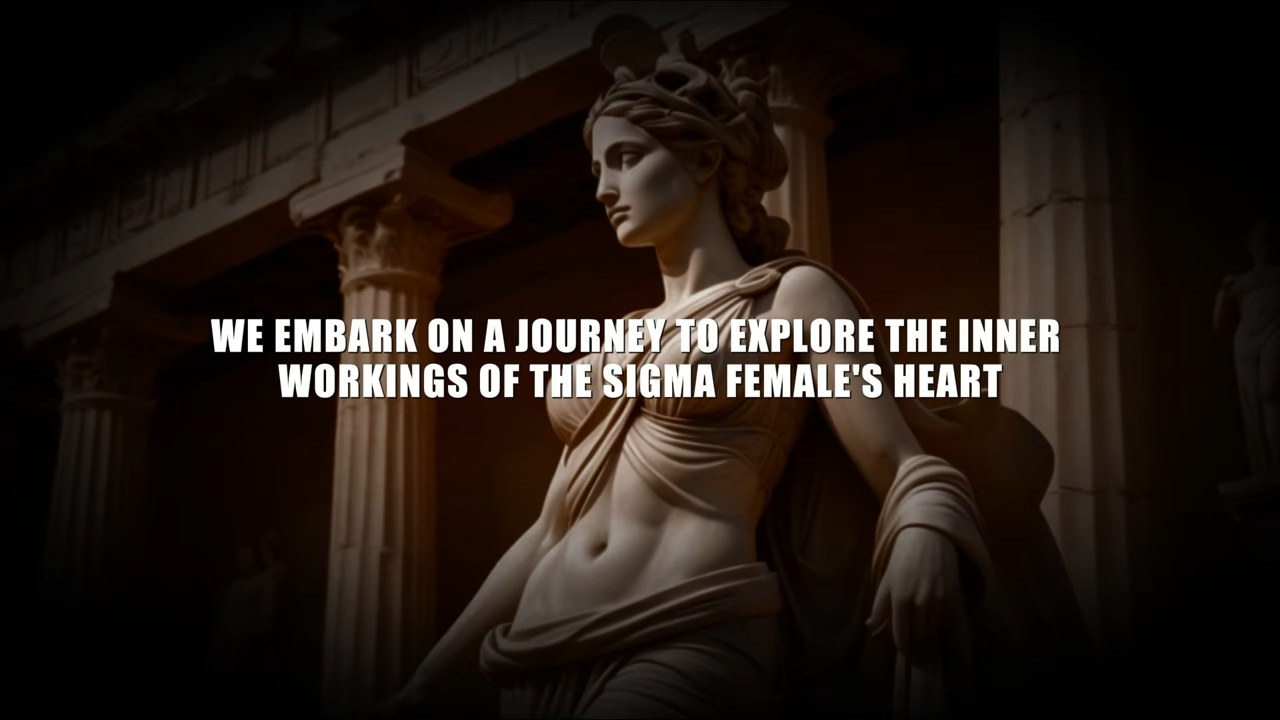 WE EMBARK ON A JOURNEY TO EXPLORE THE INNER
WORKINGS OF THE SIGMA FEMALE'S HEART